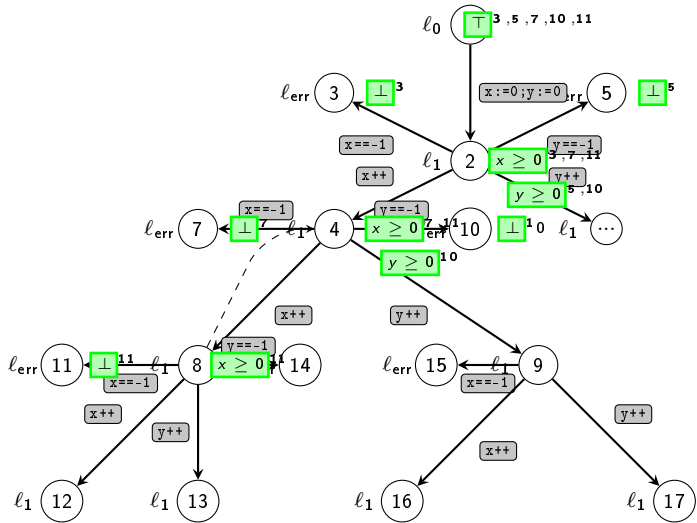 ℓ0 ⊤ 3 ,5 ,7 ,10 ,11
ℓerr 3 ⊥ 3 x:=0;y:=0 err 5 ⊥ 5
x==-1 ℓ1 2 x ≥ 0 3 ,7 ,11 y==-1
x++ y ≥ 0 5 ,10 y++
ℓerr 7 ⊥ 7 x==-1 ℓ1 4 x ≥ 0 7 ,11 y==-1 err 10 ⊥ 10 ℓ1 ...
y ≥ 0 10
x++ y++
ℓerr 11 ⊥ 11 x==-1 ℓ1 8 x ≥ 0 11 y==-1 14 ℓerr 15 x==-1 ℓ1 9
x++ y++ x++ y++
ℓ1 12 ℓ1 13 ℓ1 16 ℓ1 17